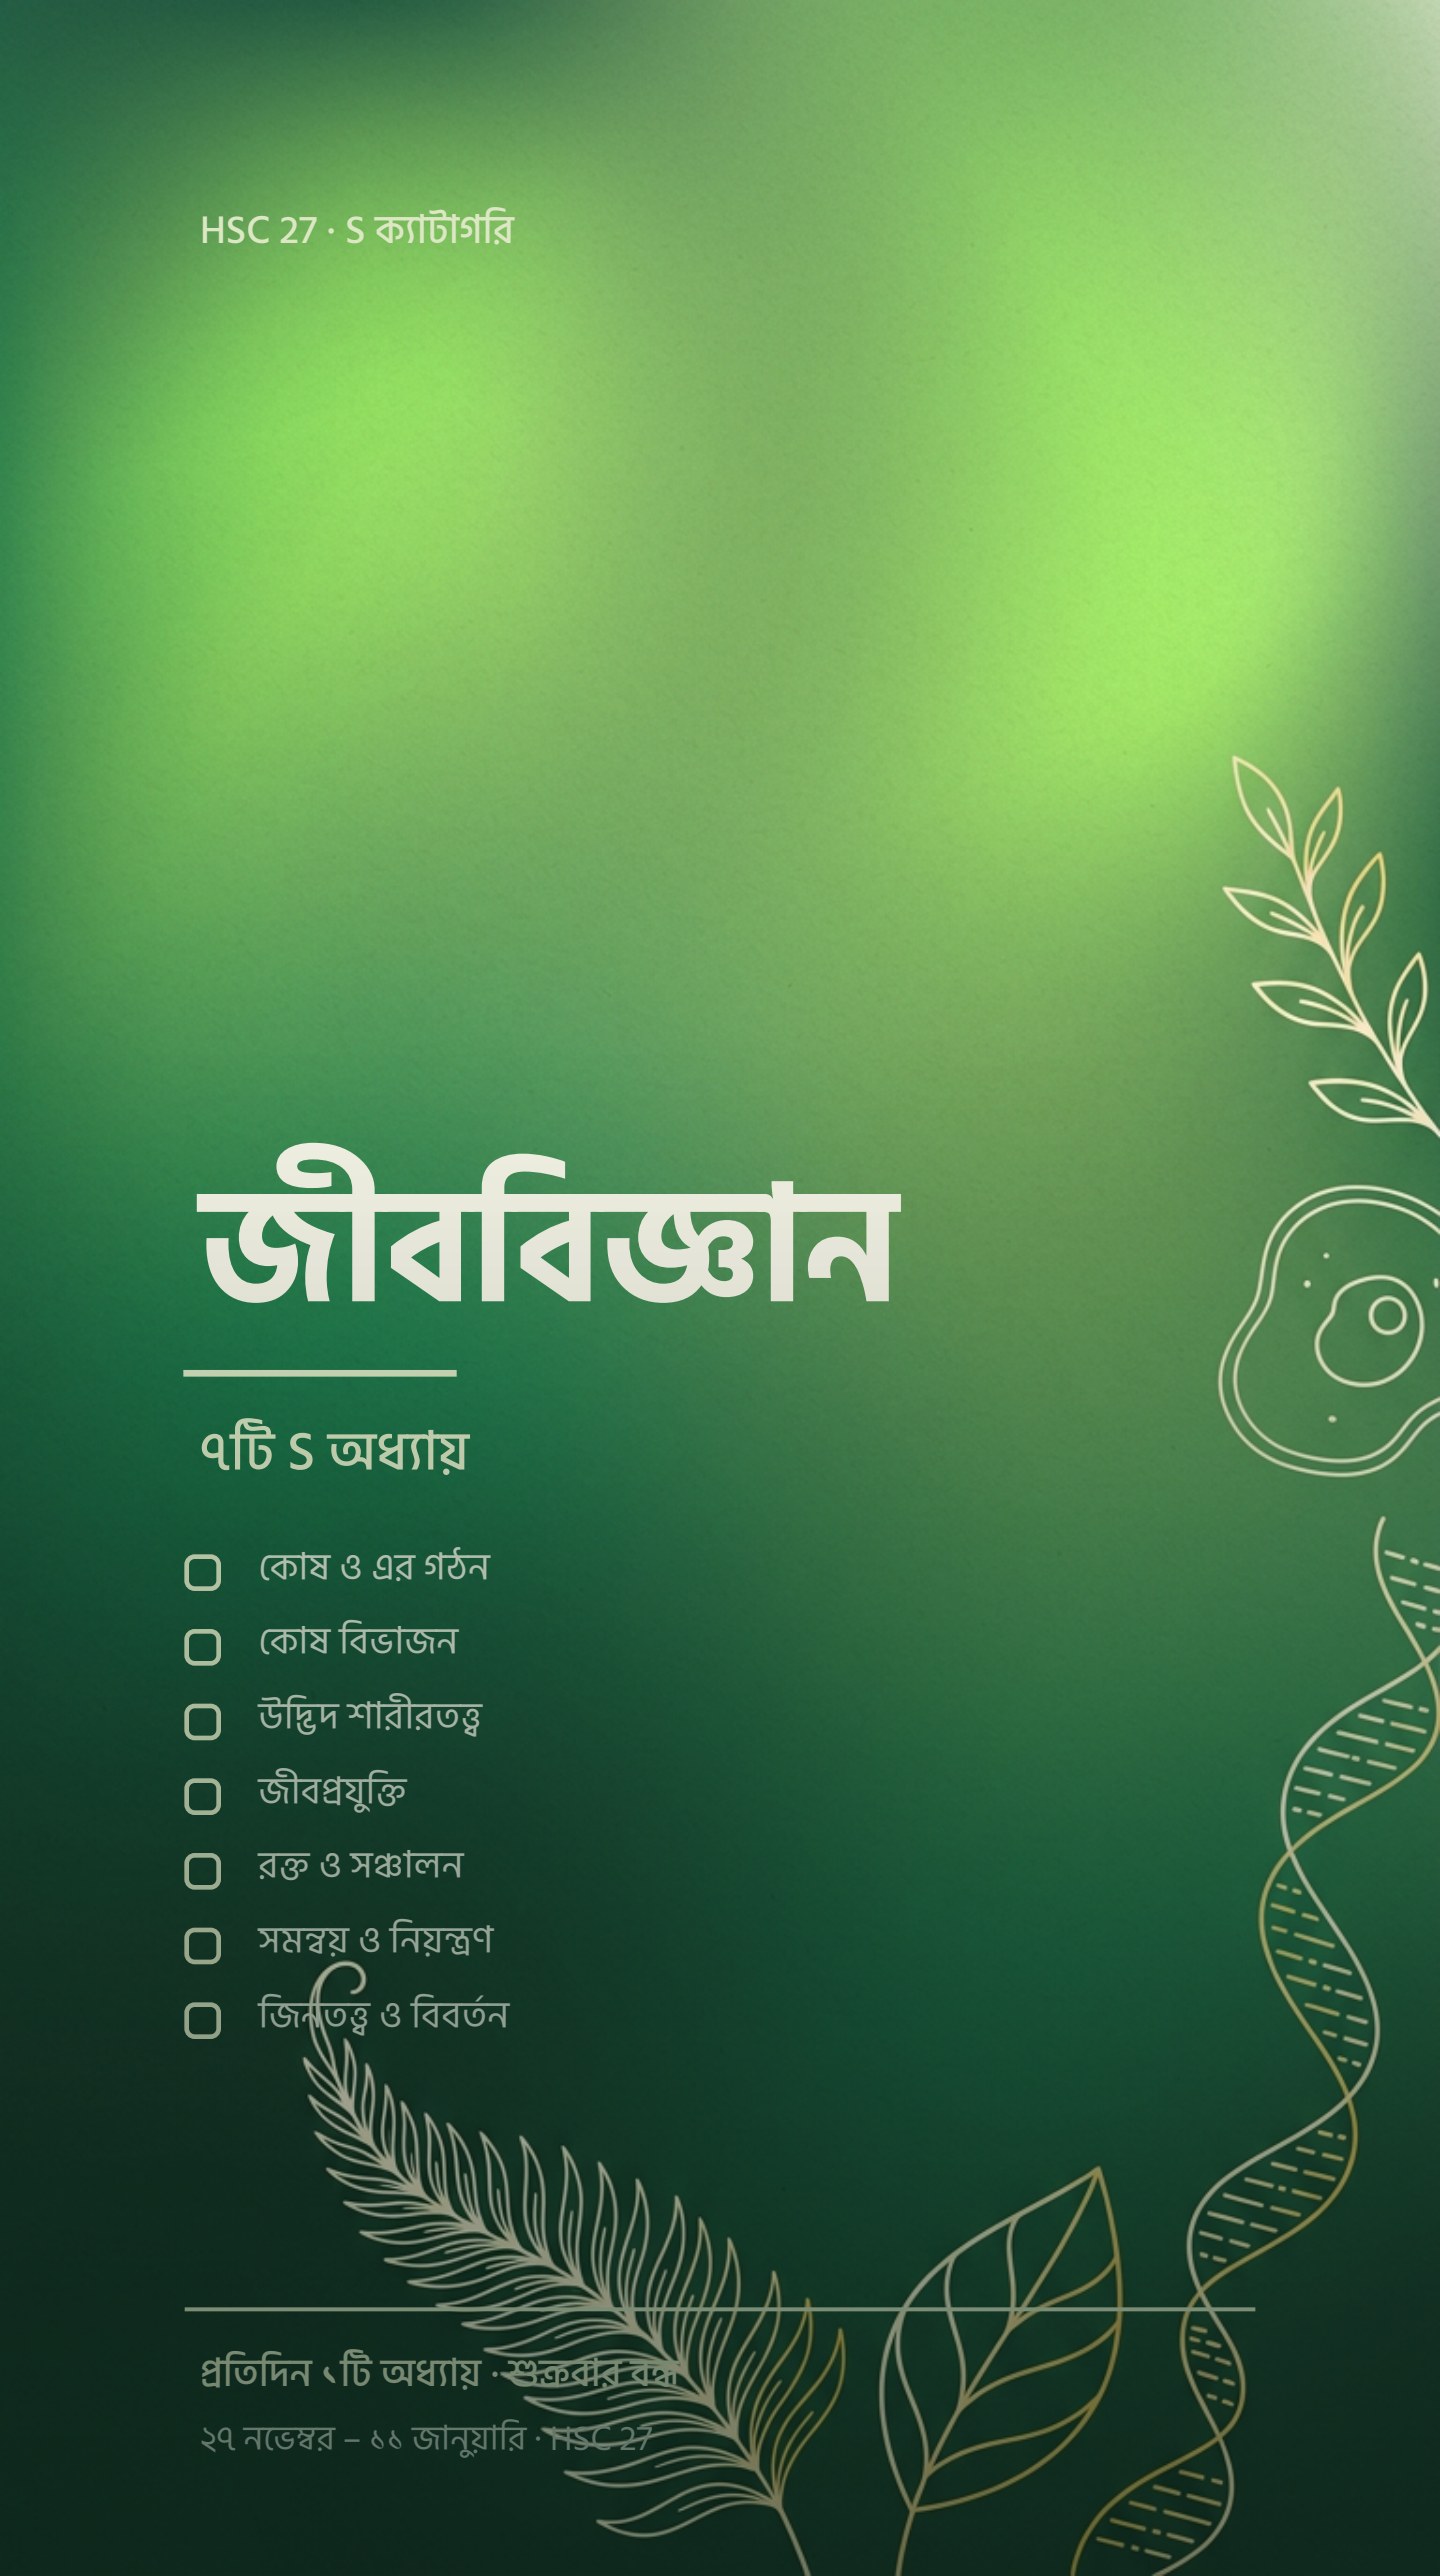 HSC 27 · S ক্যাটাগরি
জীববিজ্ঞান
৭টি S অধ্যায়
কোষ ও এর গঠন
কোষ বিভাজন
উদ্ভিদ শারীরতত্ত্ব
জীবপ্রযুক্তি
রক্ত ও সঞ্চালন
সমন্বয় ও নিয়ন্ত্রণ
জিনতত্ত্ব ও বিবর্তন
প্রতিদিন ১টি অধ্যায় · শুক্রবার বন্ধ
২৭ নভেম্বর – ১১ জানুয়ারি · HSC 27